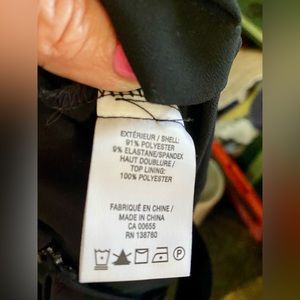 EXTÉRIEUR / SHELL:
91% POLYESTER
9% ELASTANE/SPANDEX
HAUT DOUBLURE /
TOP LINING:
100% POLYESTER
FABRIQUÉ EN CHINE /
MADE IN CHINA
CA 00655
RN 138780
P